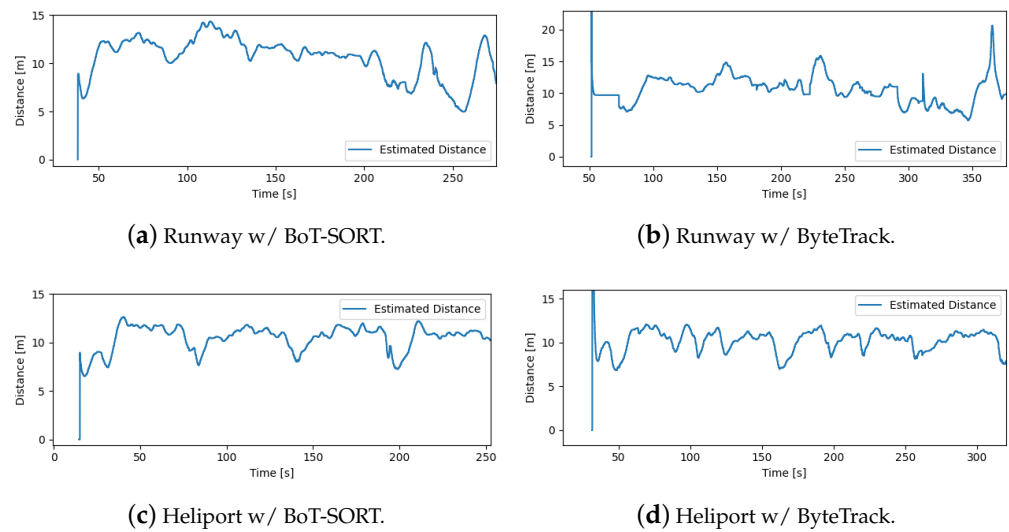 15
10
5
0
Distance [m]
Estimated Distance
50
100
150
200
250
Time [s]
(a) Runway w/ BoT-SORT.
20
15
10
5
0
Distance [m]
Estimated Distance
50
100
150
200
250
300
350
Time [s]
(b) Runway w/ ByteTrack.
15
10
5
0
Distance [m]
Estimated Distance
0
50
100
150
200
250
Time [s]
(c) Heliport w/ BoT-SORT.
15
10
5
0
Distance [m]
Estimated Distance
50
100
150
200
250
300
Time [s]
(d) Heliport w/ ByteTrack.